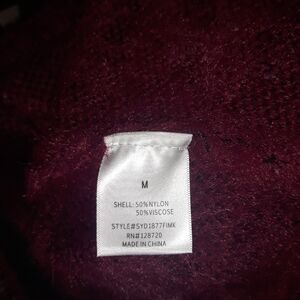 M
SHELL: 50%NYLON
50%VISCOSE
STYLE#SYD1877FIMK
RN#128720
MADE IN CHINA